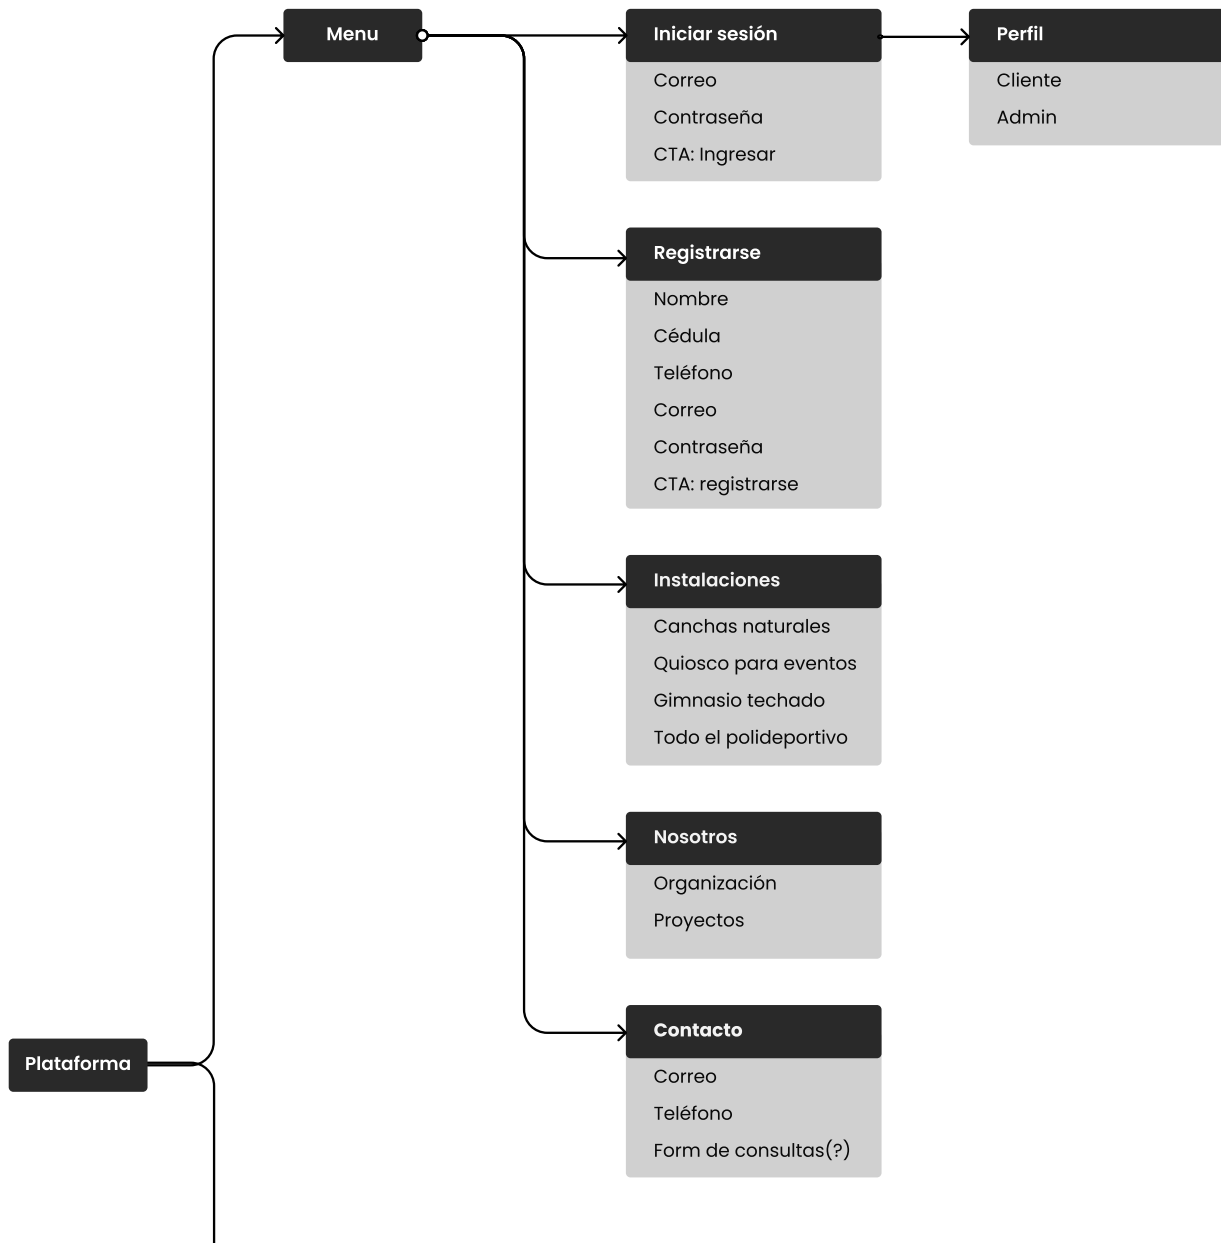 Menu
Iniciar sesión
Correo
Contraseña
CTA: Ingresar
Perfil
Cliente
Admin
Registrarse
Nombre
Cédula
Teléfono
Correo
Contraseña
CTA: registrarse
Instalaciones
Canchas naturales
Quiosco para eventos
Gimnasio techado
Todo el polideportivo
Nosotros
Organización
Proyectos
Plataforma
Contacto
Correo
Teléfono
Form de consultas(?)